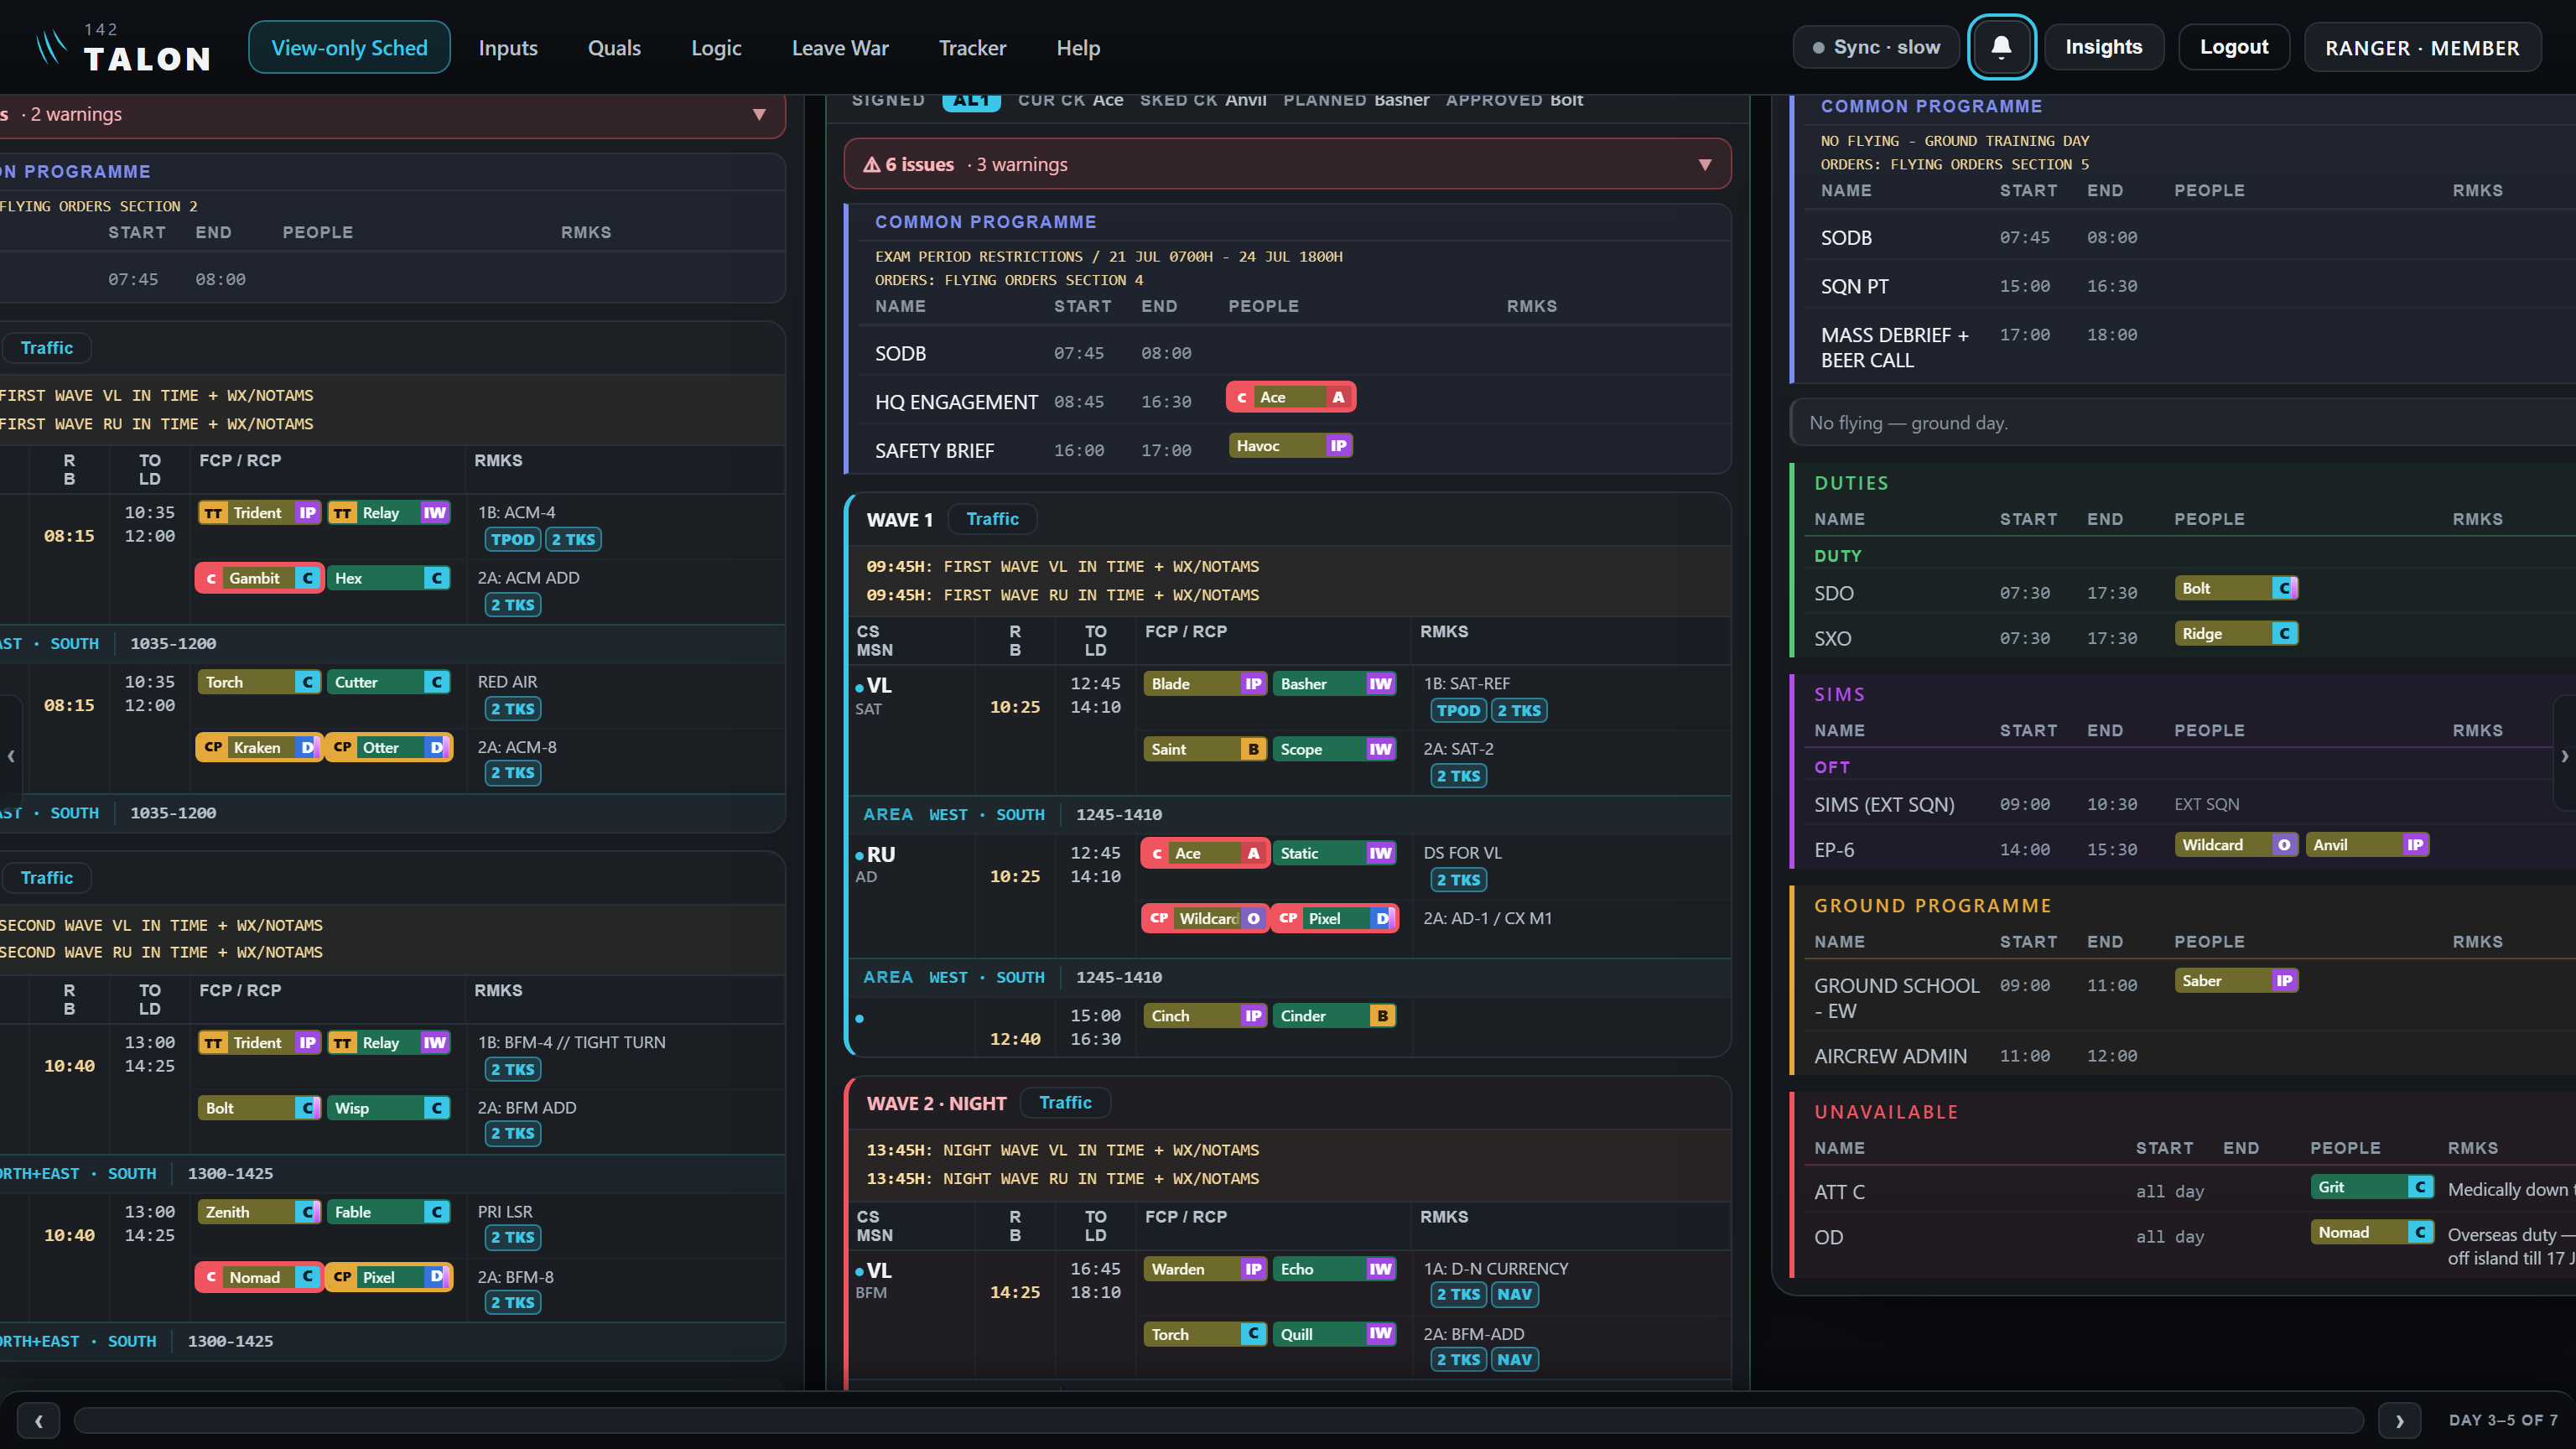 142
TALON
View-only Sched
Inputs
Quals
Logic
Leave War
Tracker
Help
Sync · slow
Insights
Logout
RANGER · MEMBER
s · 2 warnings
ON PROGRAMME
FLYING ORDERS SECTION 2
START END PEOPLE RMKS
07:45 08:00
Traffic
FIRST WAVE VL IN TIME + WX/NOTAMS
FIRST WAVE RU IN TIME + WX/NOTAMS
R TO FCP / RCP RMKS
B LD
10:35 TT Trident IP TT Relay IW 1B: ACM-4
08:15 12:00 TPOD 2 TKS
C Gambit C Hex C 2A: ACM ADD
2 TKS
AST · SOUTH 1035-1200
10:35 Torch C Cutter C RED AIR
08:15 12:00 2 TKS
CP Kraken D CP Otter D 2A: ACM-8
2 TKS
AST · SOUTH 1035-1200
Traffic
SECOND WAVE VL IN TIME + WX/NOTAMS
SECOND WAVE RU IN TIME + WX/NOTAMS
R TO FCP / RCP RMKS
B LD
13:00 TT Trident IP TT Relay IW 1B: BFM-4 // TIGHT TURN
10:40 14:25 2 TKS
Bolt C Wisp C 2A: BFM ADD
2 TKS
ORTH+EAST · SOUTH 1300-1425
13:00 Zenith C Fable C PRI LSR
10:40 14:25 2 TKS
C Nomad C CP Pixel D 2A: BFM-8
2 TKS
ORTH+EAST · SOUTH 1300-1425
SIGNED AL1 CUR CK Ace SKED CK Anvil PLANNED Basher APPROVED Bolt
⚠ 6 issues · 3 warnings
COMMON PROGRAMME
EXAM PERIOD RESTRICTIONS / 21 JUL 0700H - 24 JUL 1800H
ORDERS: FLYING ORDERS SECTION 4
NAME START END PEOPLE RMKS
SODB 07:45 08:00
HQ ENGAGEMENT 08:45 16:30 C Ace A
SAFETY BRIEF 16:00 17:00 Havoc IP
WAVE 1 Traffic
09:45H: FIRST WAVE VL IN TIME + WX/NOTAMS
09:45H: FIRST WAVE RU IN TIME + WX/NOTAMS
CS R TO FCP / RCP RMKS
MSN B LD
VL 12:45 Blade IP Basher IW 1B: SAT-REF
SAT 10:25 14:10 TPOD 2 TKS
Saint B Scope IW 2A: SAT-2
2 TKS
AREA WEST · SOUTH 1245-1410
RU 12:45 C Ace A Static IW DS FOR VL
AD 10:25 14:10 2 TKS
CP Wildcard O CP Pixel D 2A: AD-1 / CX M1
AREA WEST · SOUTH 1245-1410
15:00 Cinch IP Cinder B
12:40 16:30
WAVE 2 · NIGHT Traffic
13:45H: NIGHT WAVE VL IN TIME + WX/NOTAMS
13:45H: NIGHT WAVE RU IN TIME + WX/NOTAMS
CS R TO FCP / RCP RMKS
MSN B LD
VL 16:45 Warden IP Echo IW 1A: D-N CURRENCY
BFM 14:25 18:10 2 TKS NAV
Torch C Quill IW 2A: BFM-ADD
2 TKS NAV
COMMON PROGRAMME
NO FLYING - GROUND TRAINING DAY
ORDERS: FLYING ORDERS SECTION 5
NAME START END PEOPLE RMKS
SODB 07:45 08:00
SQN PT 15:00 16:30
MASS DEBRIEF + 17:00 18:00
BEER CALL
No flying — ground day.
DUTIES
NAME START END PEOPLE RMKS
DUTY
SDO 07:30 17:30 Bolt C
SXO 07:30 17:30 Ridge C
SIMS
NAME START END PEOPLE RMKS
OFT
SIMS (EXT SQN) 09:00 10:30 EXT SQN
EP-6 14:00 15:30 Wildcard O Anvil IP
GROUND PROGRAMME
NAME START END PEOPLE RMKS
GROUND SCHOOL 09:00 11:00 Saber IP
- EW
AIRCREW ADMIN 11:00 12:00
UNAVAILABLE
NAME START END PEOPLE RMKS
ATT C all day Grit C Medically down
OD all day Nomad C Overseas duty —
off island till 17 J
DAY 3–5 OF 7